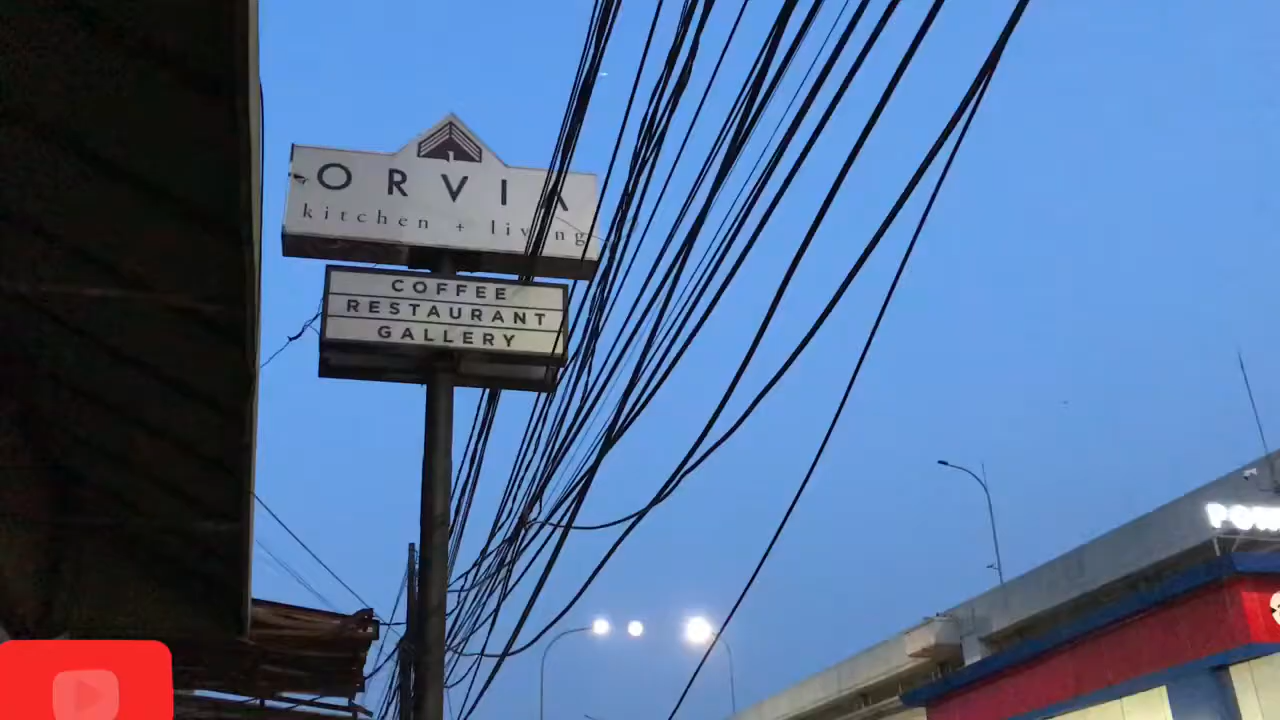 ORVIA
kitchen + living
COFFEE
RESTAURANT
GALLERY